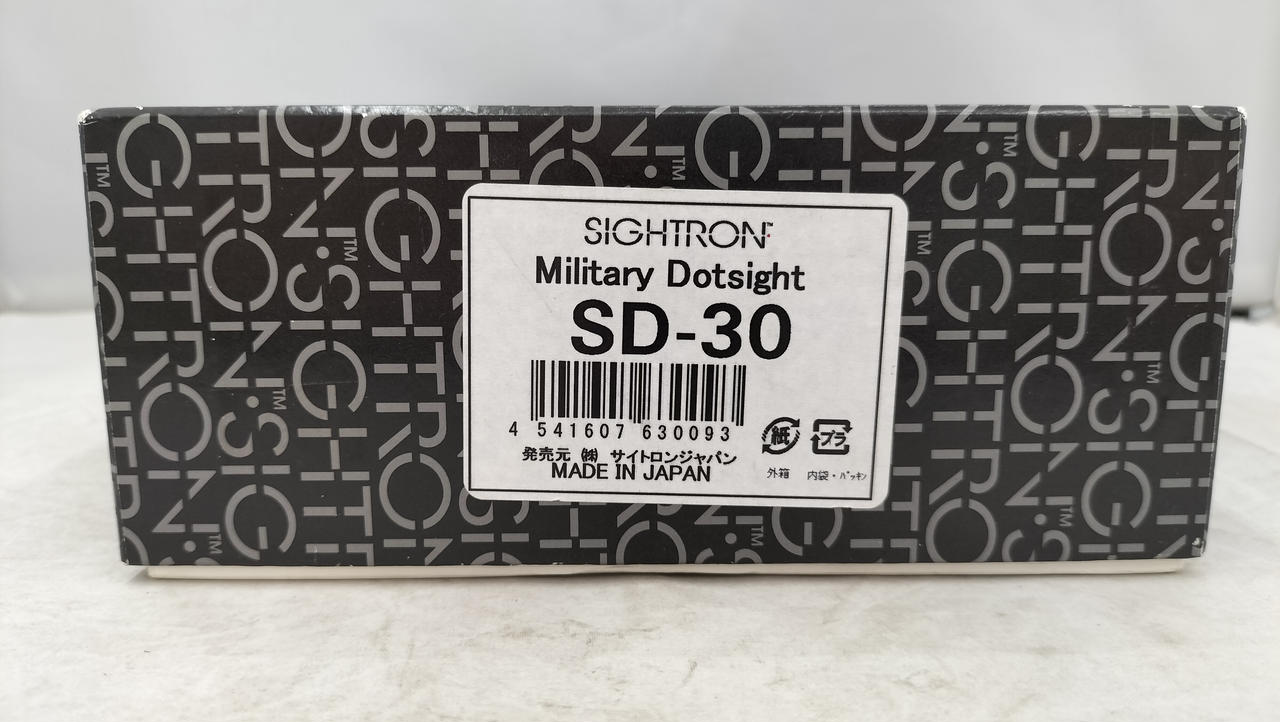 SIGHTRON™
Military Dotsight
SD-30
4 541607 630093
発売元 ㈱ サイトロンジャパン
MADE IN JAPAN
紙
プラ
外箱
内袋・パッキン